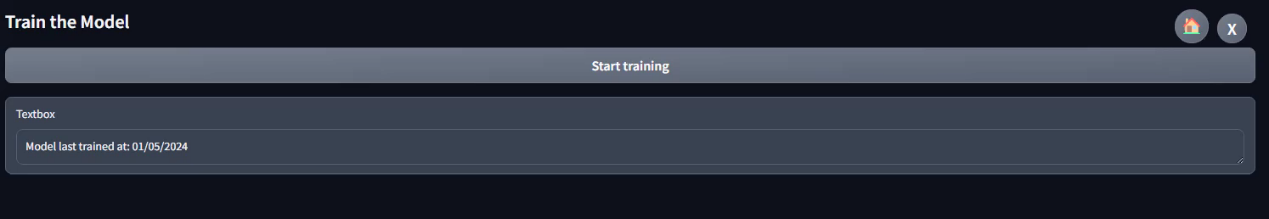 Train the Model
X
Start training
Textbox
Model last trained at: 01/05/2024